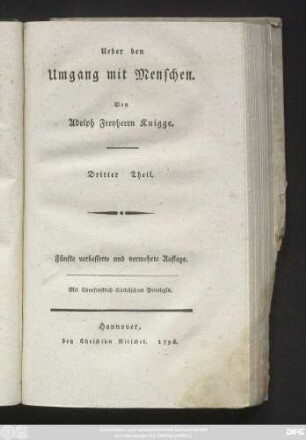 Ueber den
Umgang mit Menschen.
Von
Adolph Freyherrn Knigge.
Dritter Theil.
Fünfte verbesserte und vermehrte Auflage.
Mit Churfürstlich Sächsischem Privilegio.
Hannover,
bey Christian Ritscher. 1796.